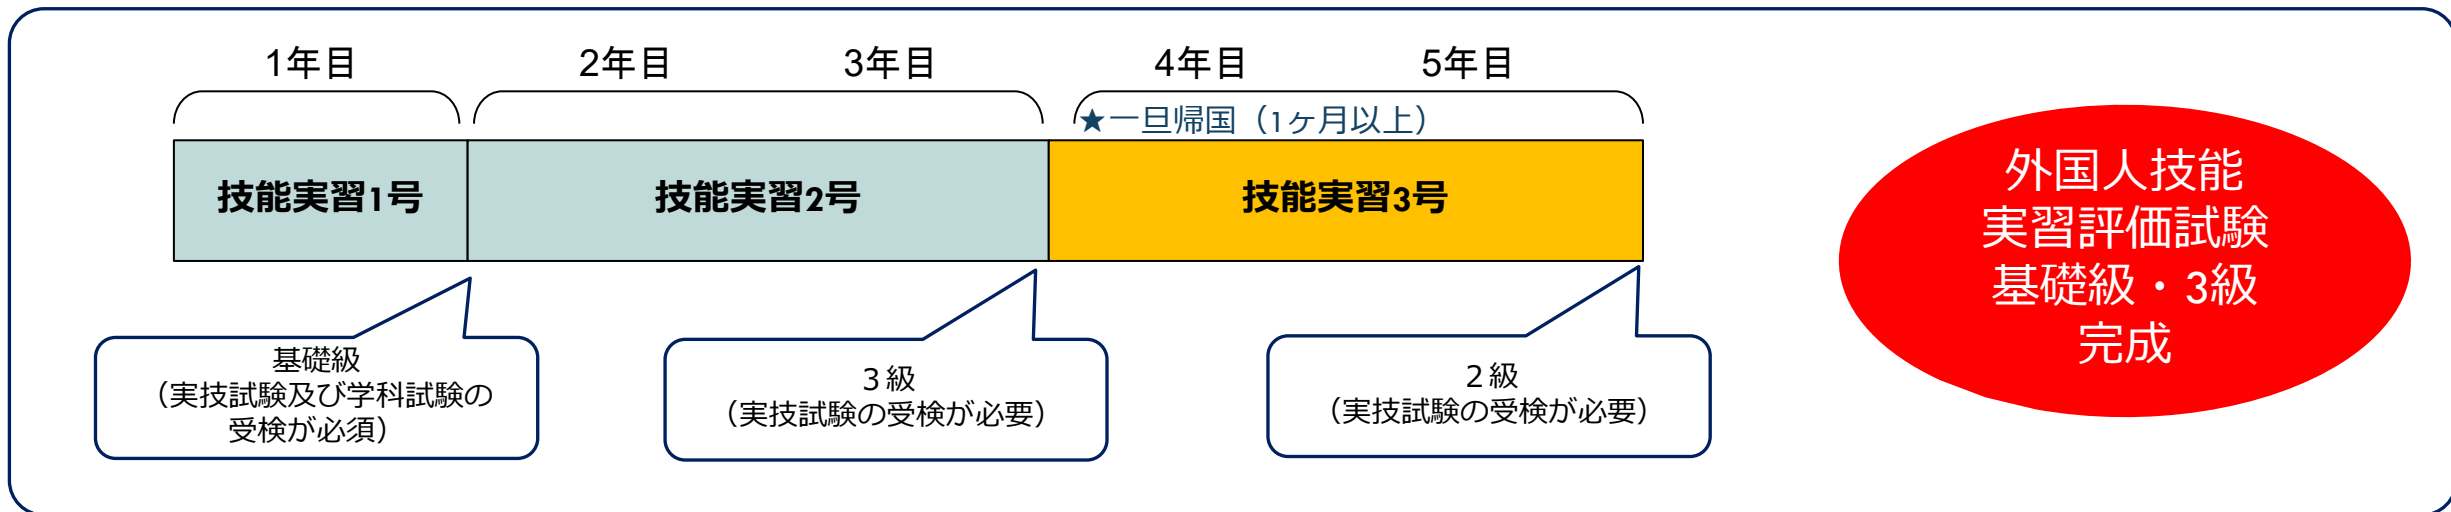 1年目
2年目
3年目
4年目
5年目
★一旦帰国（1ヶ月以上）
技能実習1号
技能実習2号
技能実習3号
基礎級
（実技試験及び学科試験の
受検が必須）
３級
（実技試験の受検が必要）
２級
（実技試験の受検が必要）
外国人技能
実習評価試験
基礎級・3級
完成